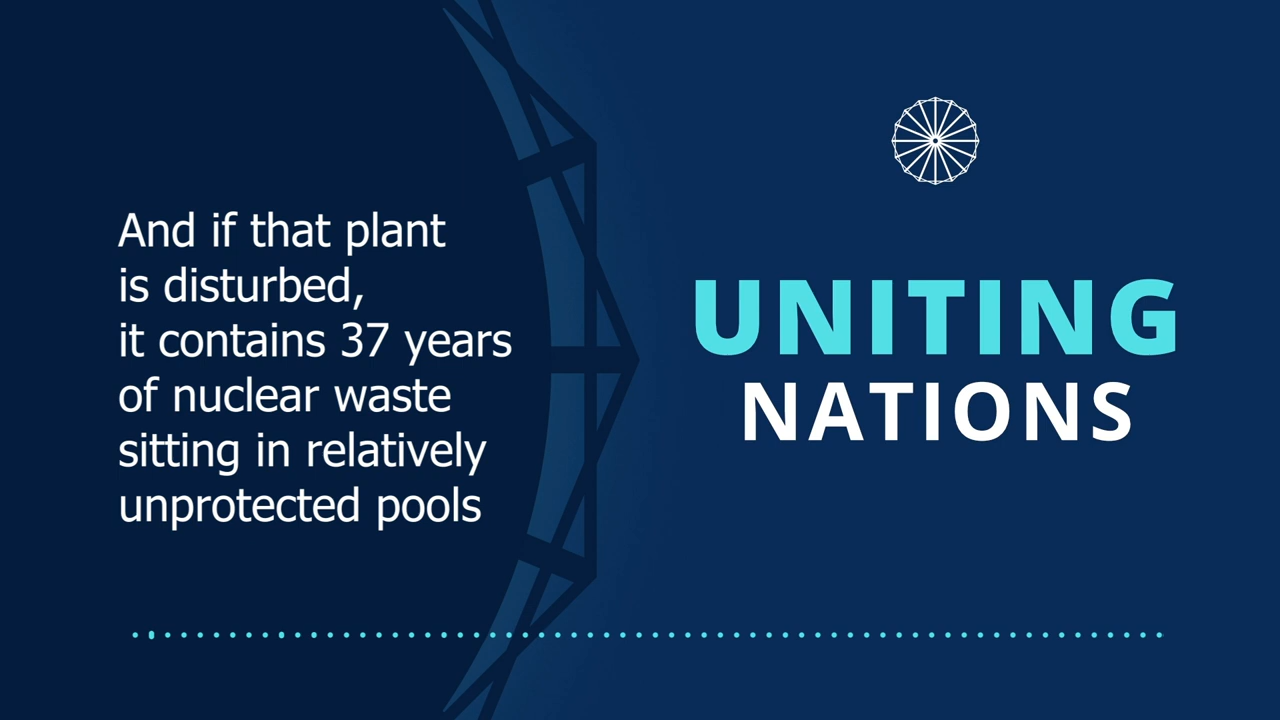 And if that plant
is disturbed,
it contains 37 years
of nuclear waste
sitting in relatively
unprotected pools
UNITING
NATIONS